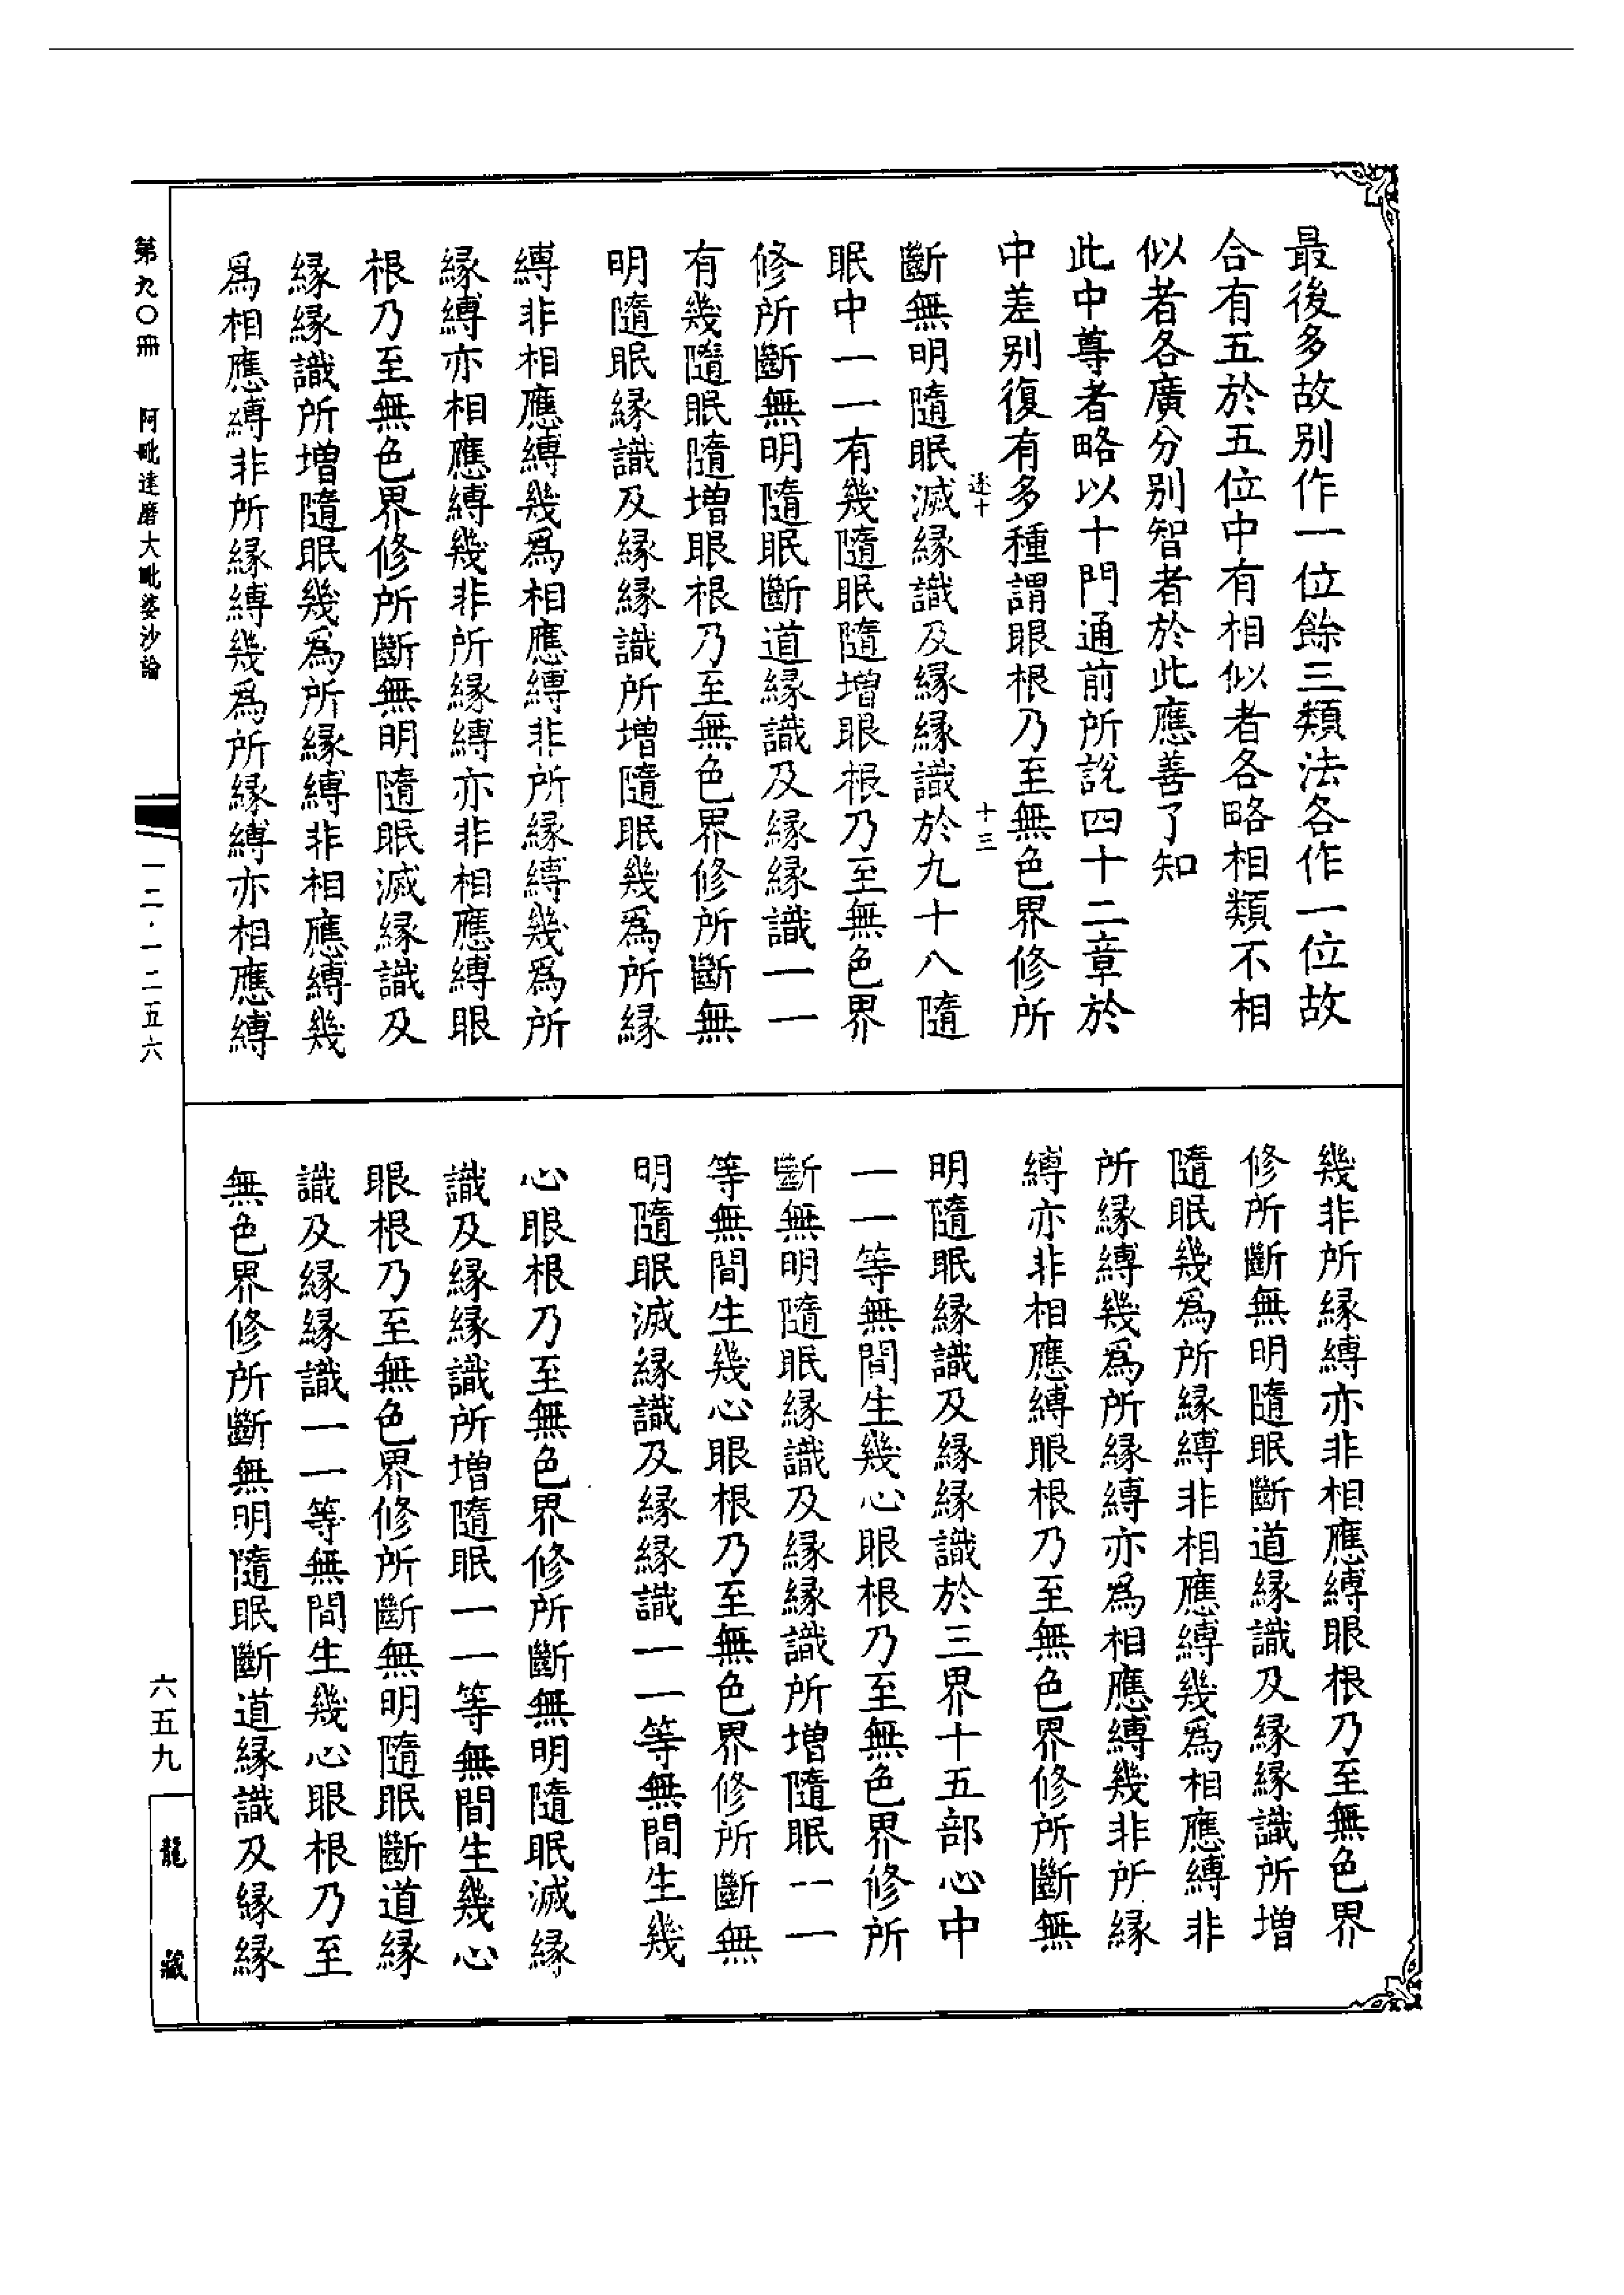 最後多故别作一位餘三類法各作一位故
合有五於五位中有相似者各略相類不相
似者各廣分别智者於此應善了知
此中尊者略以十門通前所說四十二章於
中差别復有多種謂眼根乃至無色界修所
十三
斷無明隨眠滅緣識及緣緣識於九十八隨
眠中一一有幾隨眠隨增眼根乃至無色界
修所斷無明隨眠斷道緣識及緣緣識一一
有幾隨眠隨增眼根乃至無色界修所斷無
明隨眠緣識及緣緣識所增隨眠幾爲所緣
縛非相應縛幾爲相應縛非所緣縛幾爲所
緣縛亦相應縛幾非所緣縛亦非相應縛眼
根乃至無色界修所斷無明隨眠滅緣識及
緣緣識所增隨眠幾爲所緣縛非相應縛幾
爲相應縛非所緣縛幾爲所緣縛亦相應縛
幾非所緣縛亦非相應縛眼根乃至無色界
修所斷無明隨眠斷道緣識及緣緣識所增
隨眠幾爲所緣縛非相應縛幾爲相應縛非
所緣縛幾爲所緣縛亦爲相應縛幾非所緣
縛亦非相應縛眼根乃至無色界修所斷無
明隨眠緣識及緣緣識於三界十五部心中
一一等無間生幾心眼根乃至無色界修所
斷無明隨眠緣識及緣緣識所增隨眠一一
等無間生幾心眼根乃至無色界修所斷無
明隨眠滅緣識及緣緣識一一等無間生幾
心眼根乃至無色界修所斷無明隨眠滅緣
識及緣緣識所增隨眠一一等無間生幾心
眼根乃至無色界修所斷無明隨眠斷道緣
識及緣緣識一一等無間生幾心眼根乃至
無色界修所斷無明隨眠斷道緣識及緣緣
第九〇冊 阿毗達磨大毗婆沙論
一二·一二五六
六五九
龍藏